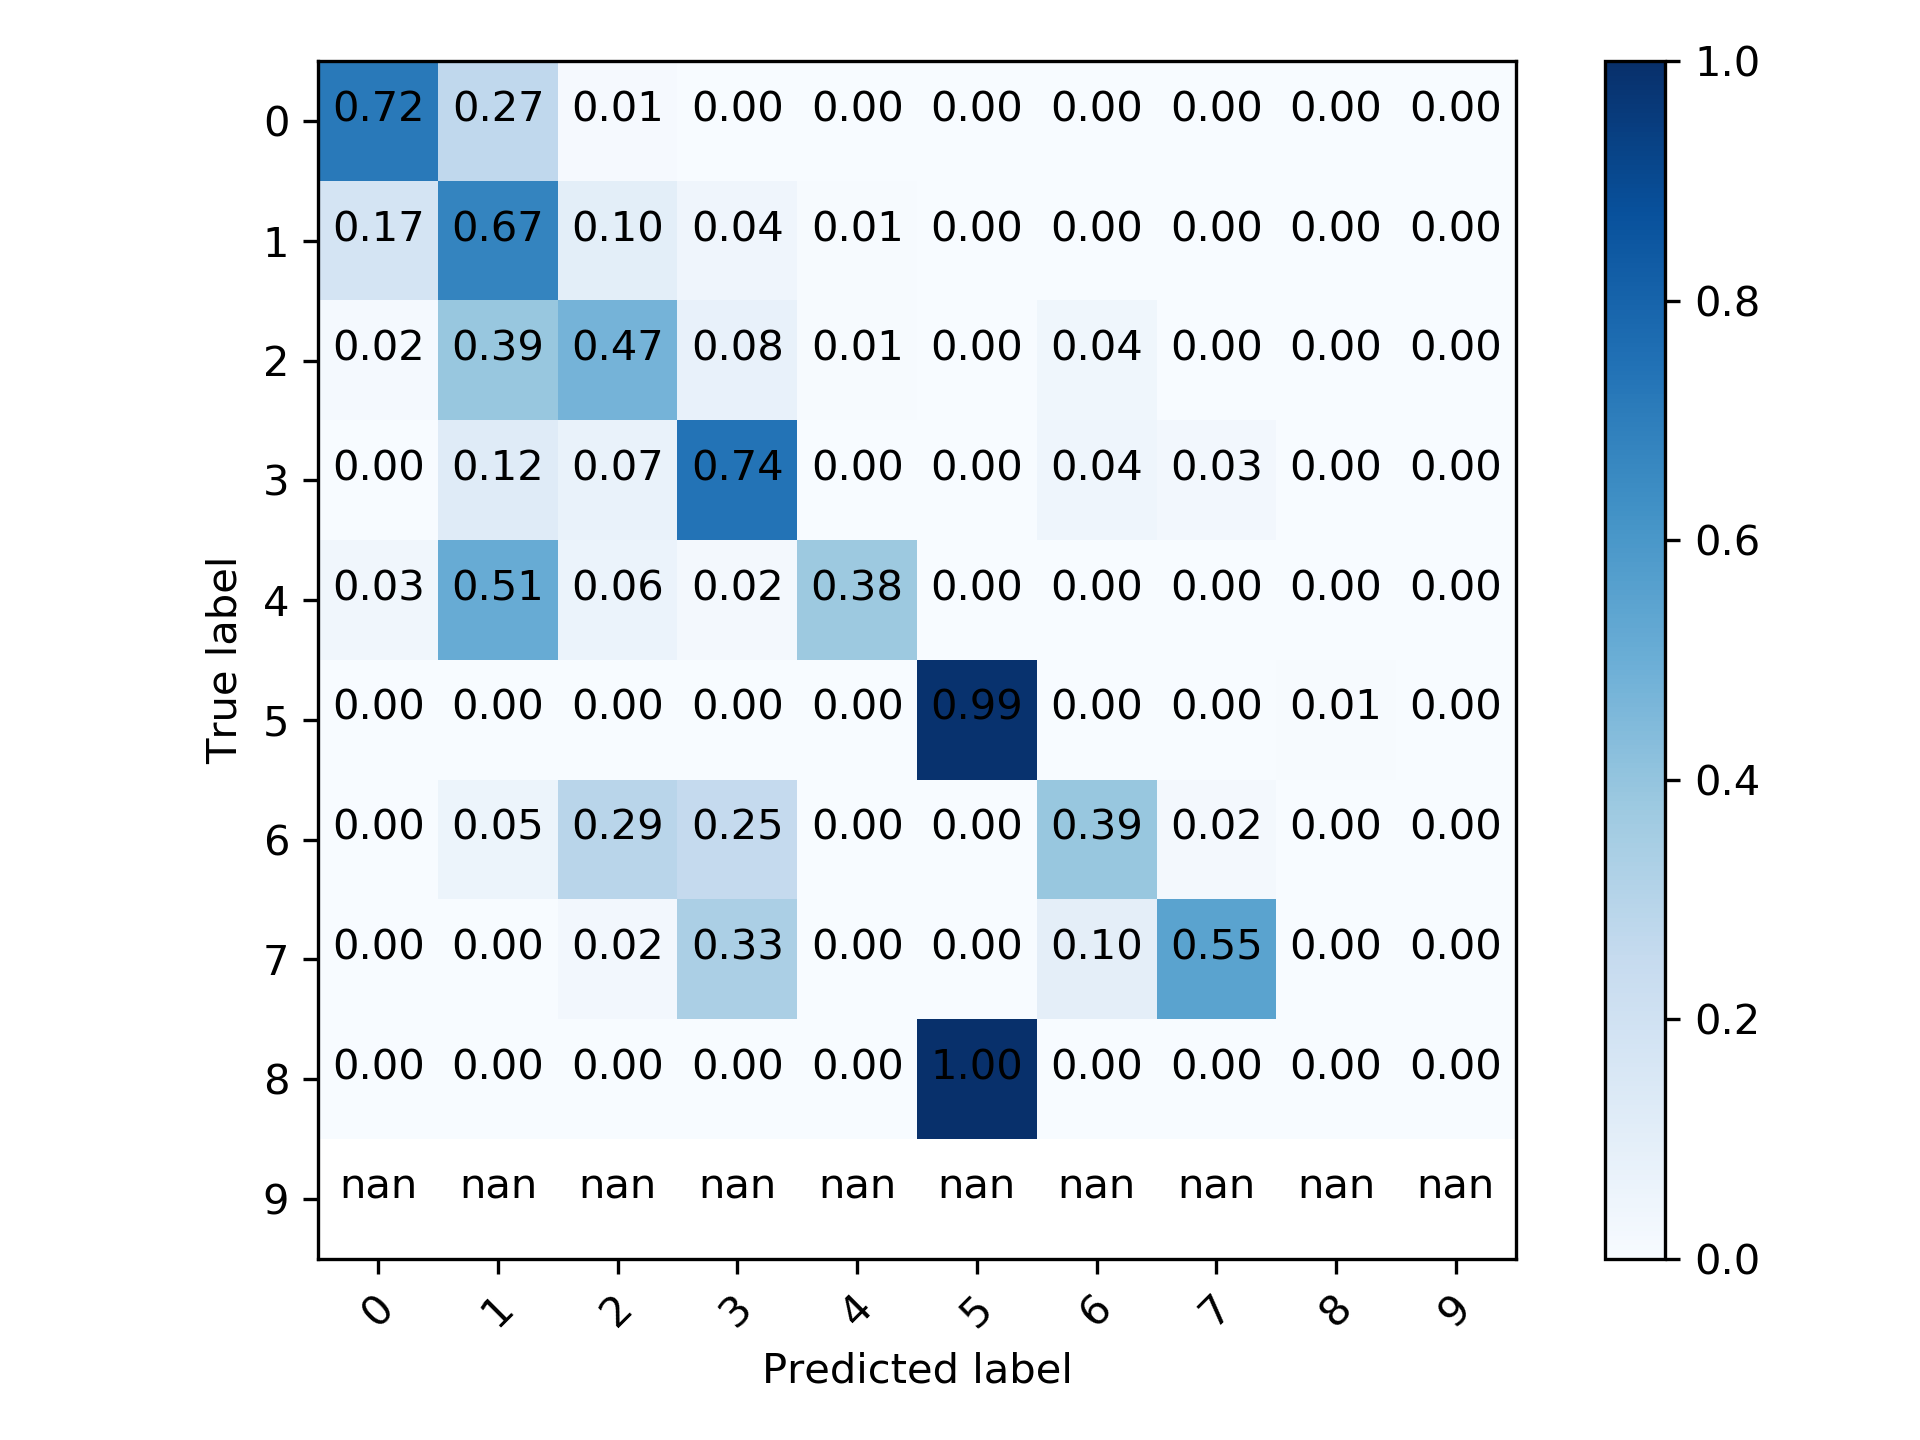 0 0.72 0.27 0.01 0.00 0.00 0.00 0.00 0.00 0.00 0.00
1 0.17 0.67 0.10 0.04 0.01 0.00 0.00 0.00 0.00 0.00
2 0.02 0.39 0.47 0.08 0.01 0.00 0.04 0.00 0.00 0.00
3 0.00 0.12 0.07 0.74 0.00 0.00 0.04 0.03 0.00 0.00
4 0.03 0.51 0.06 0.02 0.38 0.00 0.00 0.00 0.00 0.00
5 0.00 0.00 0.00 0.00 0.00 0.99 0.00 0.00 0.01 0.00
6 0.00 0.05 0.29 0.25 0.00 0.00 0.39 0.02 0.00 0.00
7 0.00 0.00 0.02 0.33 0.00 0.00 0.10 0.55 0.00 0.00
8 0.00 0.00 0.00 0.00 0.00 1.00 0.00 0.00 0.00 0.00
9 nan nan nan nan nan nan nan nan nan nan
0 1 2 3 4 5 6 7 8 9
Predicted label
True label
1.0
0.8
0.6
0.4
0.2
0.0